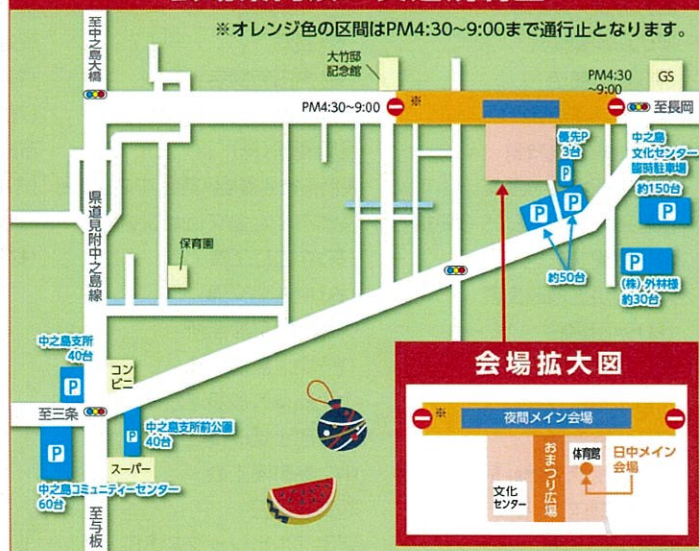 ※オレンジ色の区間はPM4:30~9:00まで通行止となります。
至中之島大橋
大竹邸
記念館
PM4:30
~9:00
GS
PM4:30~9:00
※
至長岡
優先P
3台
P
中之島
文化センター
臨時駐車場
約150台
P
P
P
約50台
P
(株)外林様
約30台
県道見附中之島線
保育園
中之島支所
40台
P
コン
ビニ
至三条
P
中之島支所前公園
40台
P
スーパー
中之島コミュニティーセンター
60台
至与板
会場拡大図
※
夜間メイン会場
おまつり広場
体育館
日中メイン
会場
文化
センター